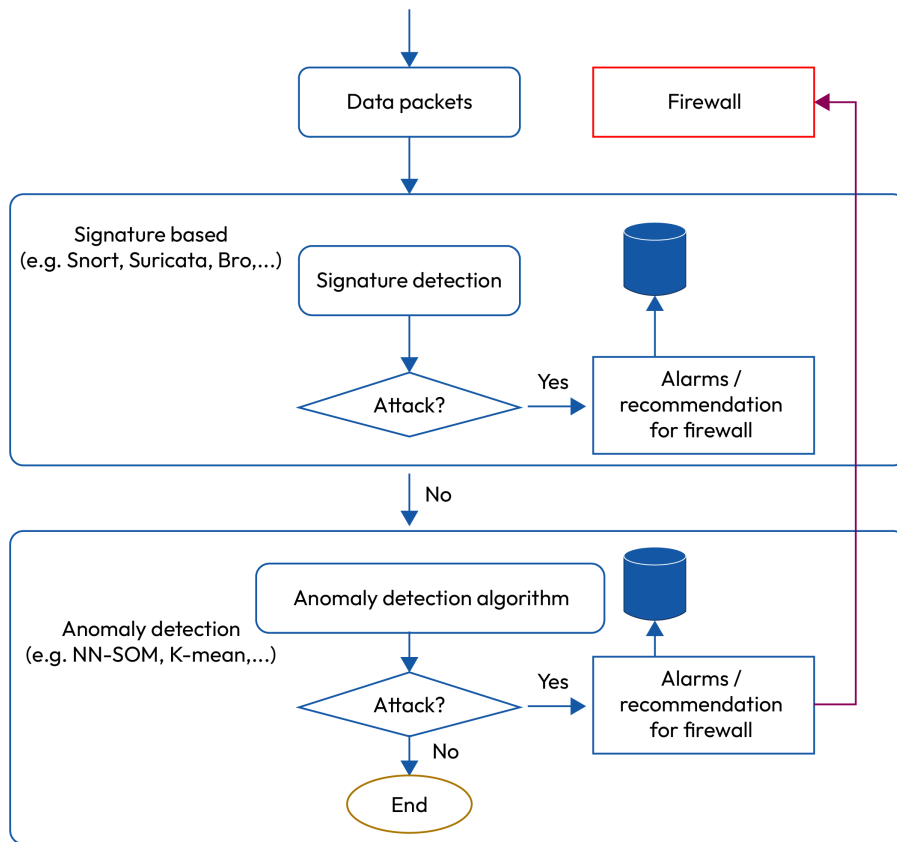 Data packets
Firewall
Signature based
(e.g. Snort, Suricata, Bro,...)
Signature detection
Attack?
Yes
Alarms /
recommendation
for firewall
No
Anomaly detection algorithm
Anomaly detection
(e.g. NN-SOM, K-mean,...)
Attack?
Yes
Alarms /
recommendation
for firewall
No
End